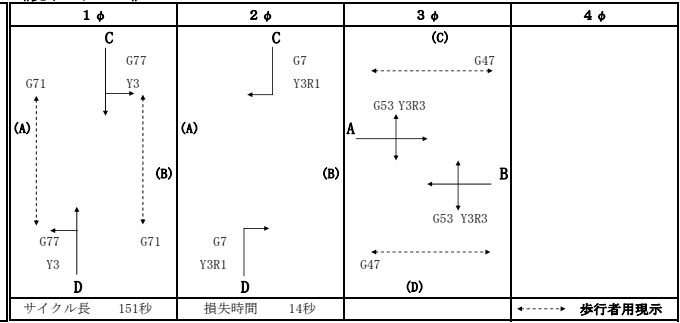 1φ
C
G77
Y3
G71
(A)
(B)
G77
G71
Y3
D
2φ
C
G7
Y3R1
(A)
(B)
G7
Y3R1
D
3φ
(C)
G47
G53 Y3R3
A
B
G53 Y3R3
G47
(D)
4φ
サイクル長 151秒
損失時間 14秒
歩行者用現示